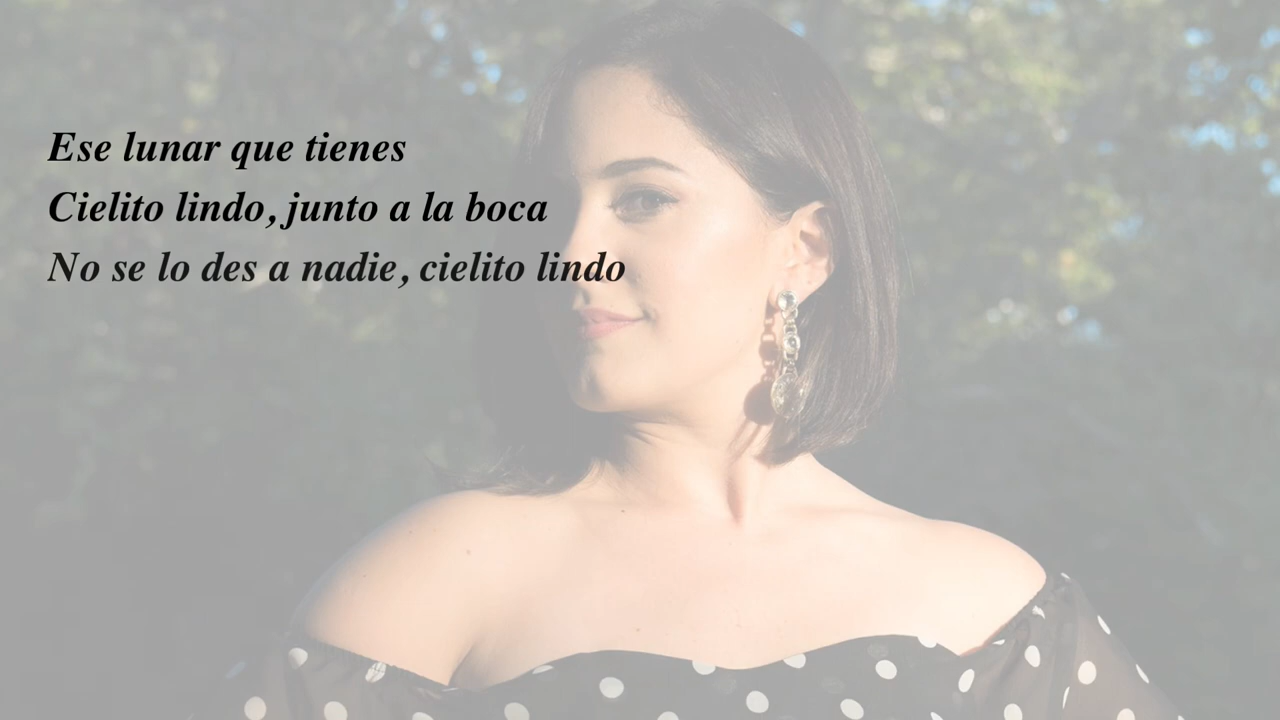 Ese lunar que tienes
Cielito lindo, junto a la boca
No se lo des a nadie, cielito lindo